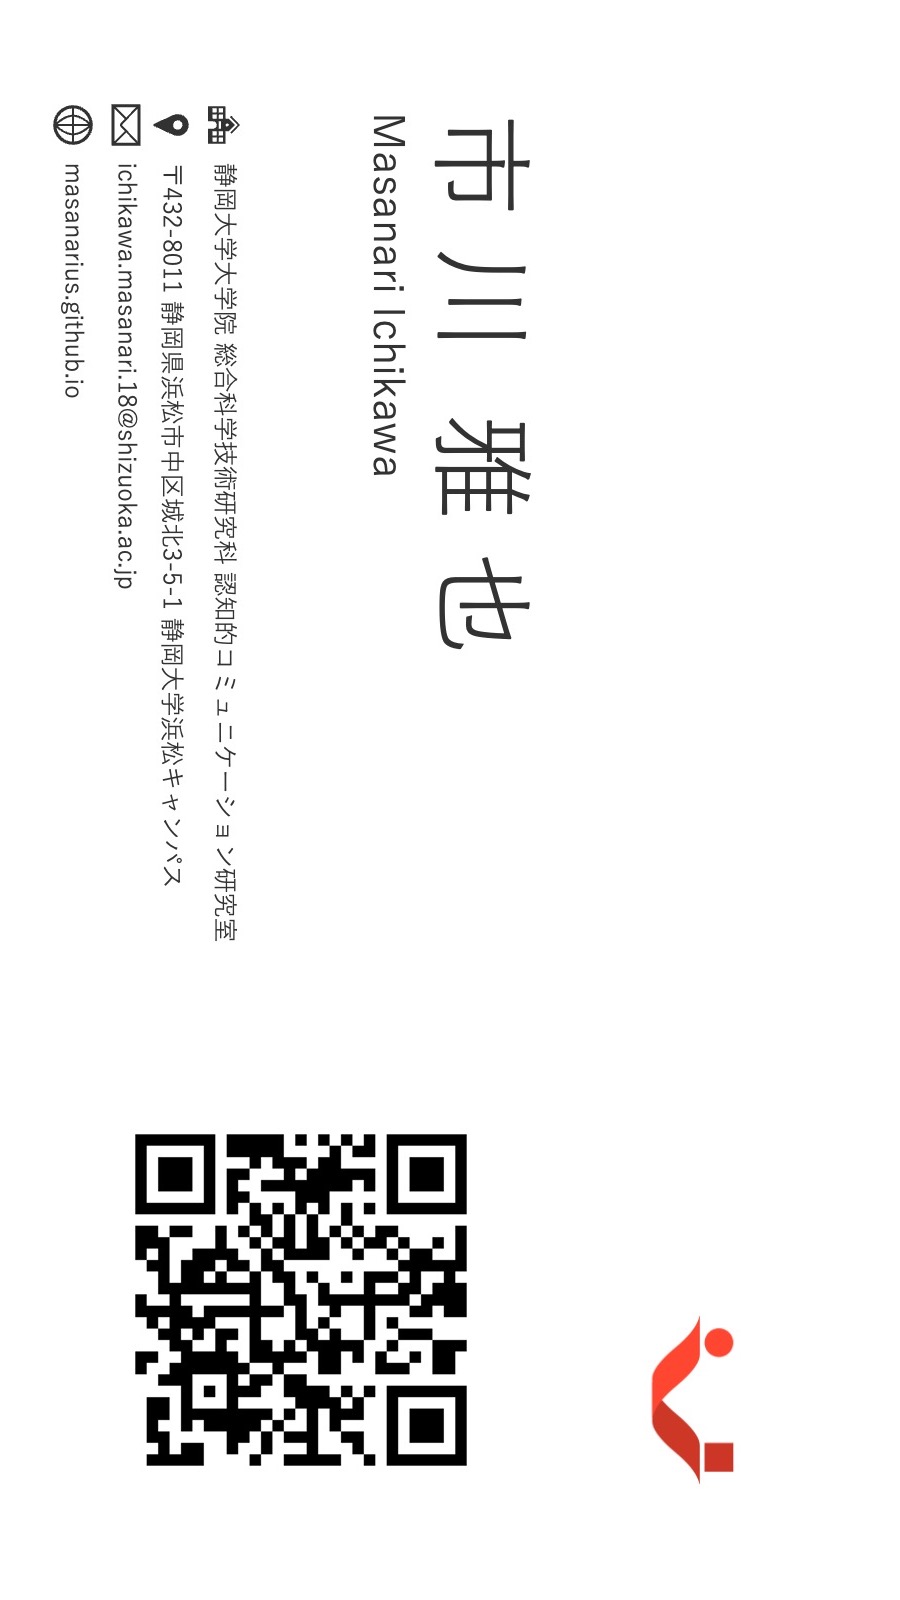 市川 雅也
Masanari Ichikawa
静岡大学大学院 総合科学技術研究科 認知的コミュニケーション研究室
〒432-8011 静岡県浜松市中区城北3-5-1 静岡大学浜松キャンパス
ichikawa.masanari.18@shizuoka.ac.jp
masanarius.github.io